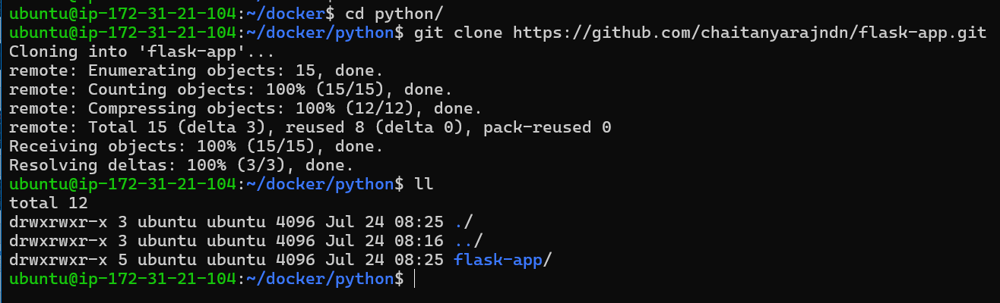 ubuntu@ip-172-31-21-104:~/docker$ cd python/
ubuntu@ip-172-31-21-104:~/docker/python$ git clone https://github.com/chaitanyarajndn/flask-app.git
Cloning into 'flask-app'...
remote: Enumerating objects: 15, done.
remote: Counting objects: 100% (15/15), done.
remote: Compressing objects: 100% (12/12), done.
remote: Total 15 (delta 3), reused 8 (delta 0), pack-reused 0
Receiving objects: 100% (15/15), done.
Resolving deltas: 100% (3/3), done.
ubuntu@ip-172-31-21-104:~/docker/python$ ll
total 12
drwxrwxr-x 3 ubuntu ubuntu 4096 Jul 24 08:25 ./
drwxrwxr-x 3 ubuntu ubuntu 4096 Jul 24 08:16 ../
drwxrwxr-x 5 ubuntu ubuntu 4096 Jul 24 08:25 flask-app/
ubuntu@ip-172-31-21-104:~/docker/python$